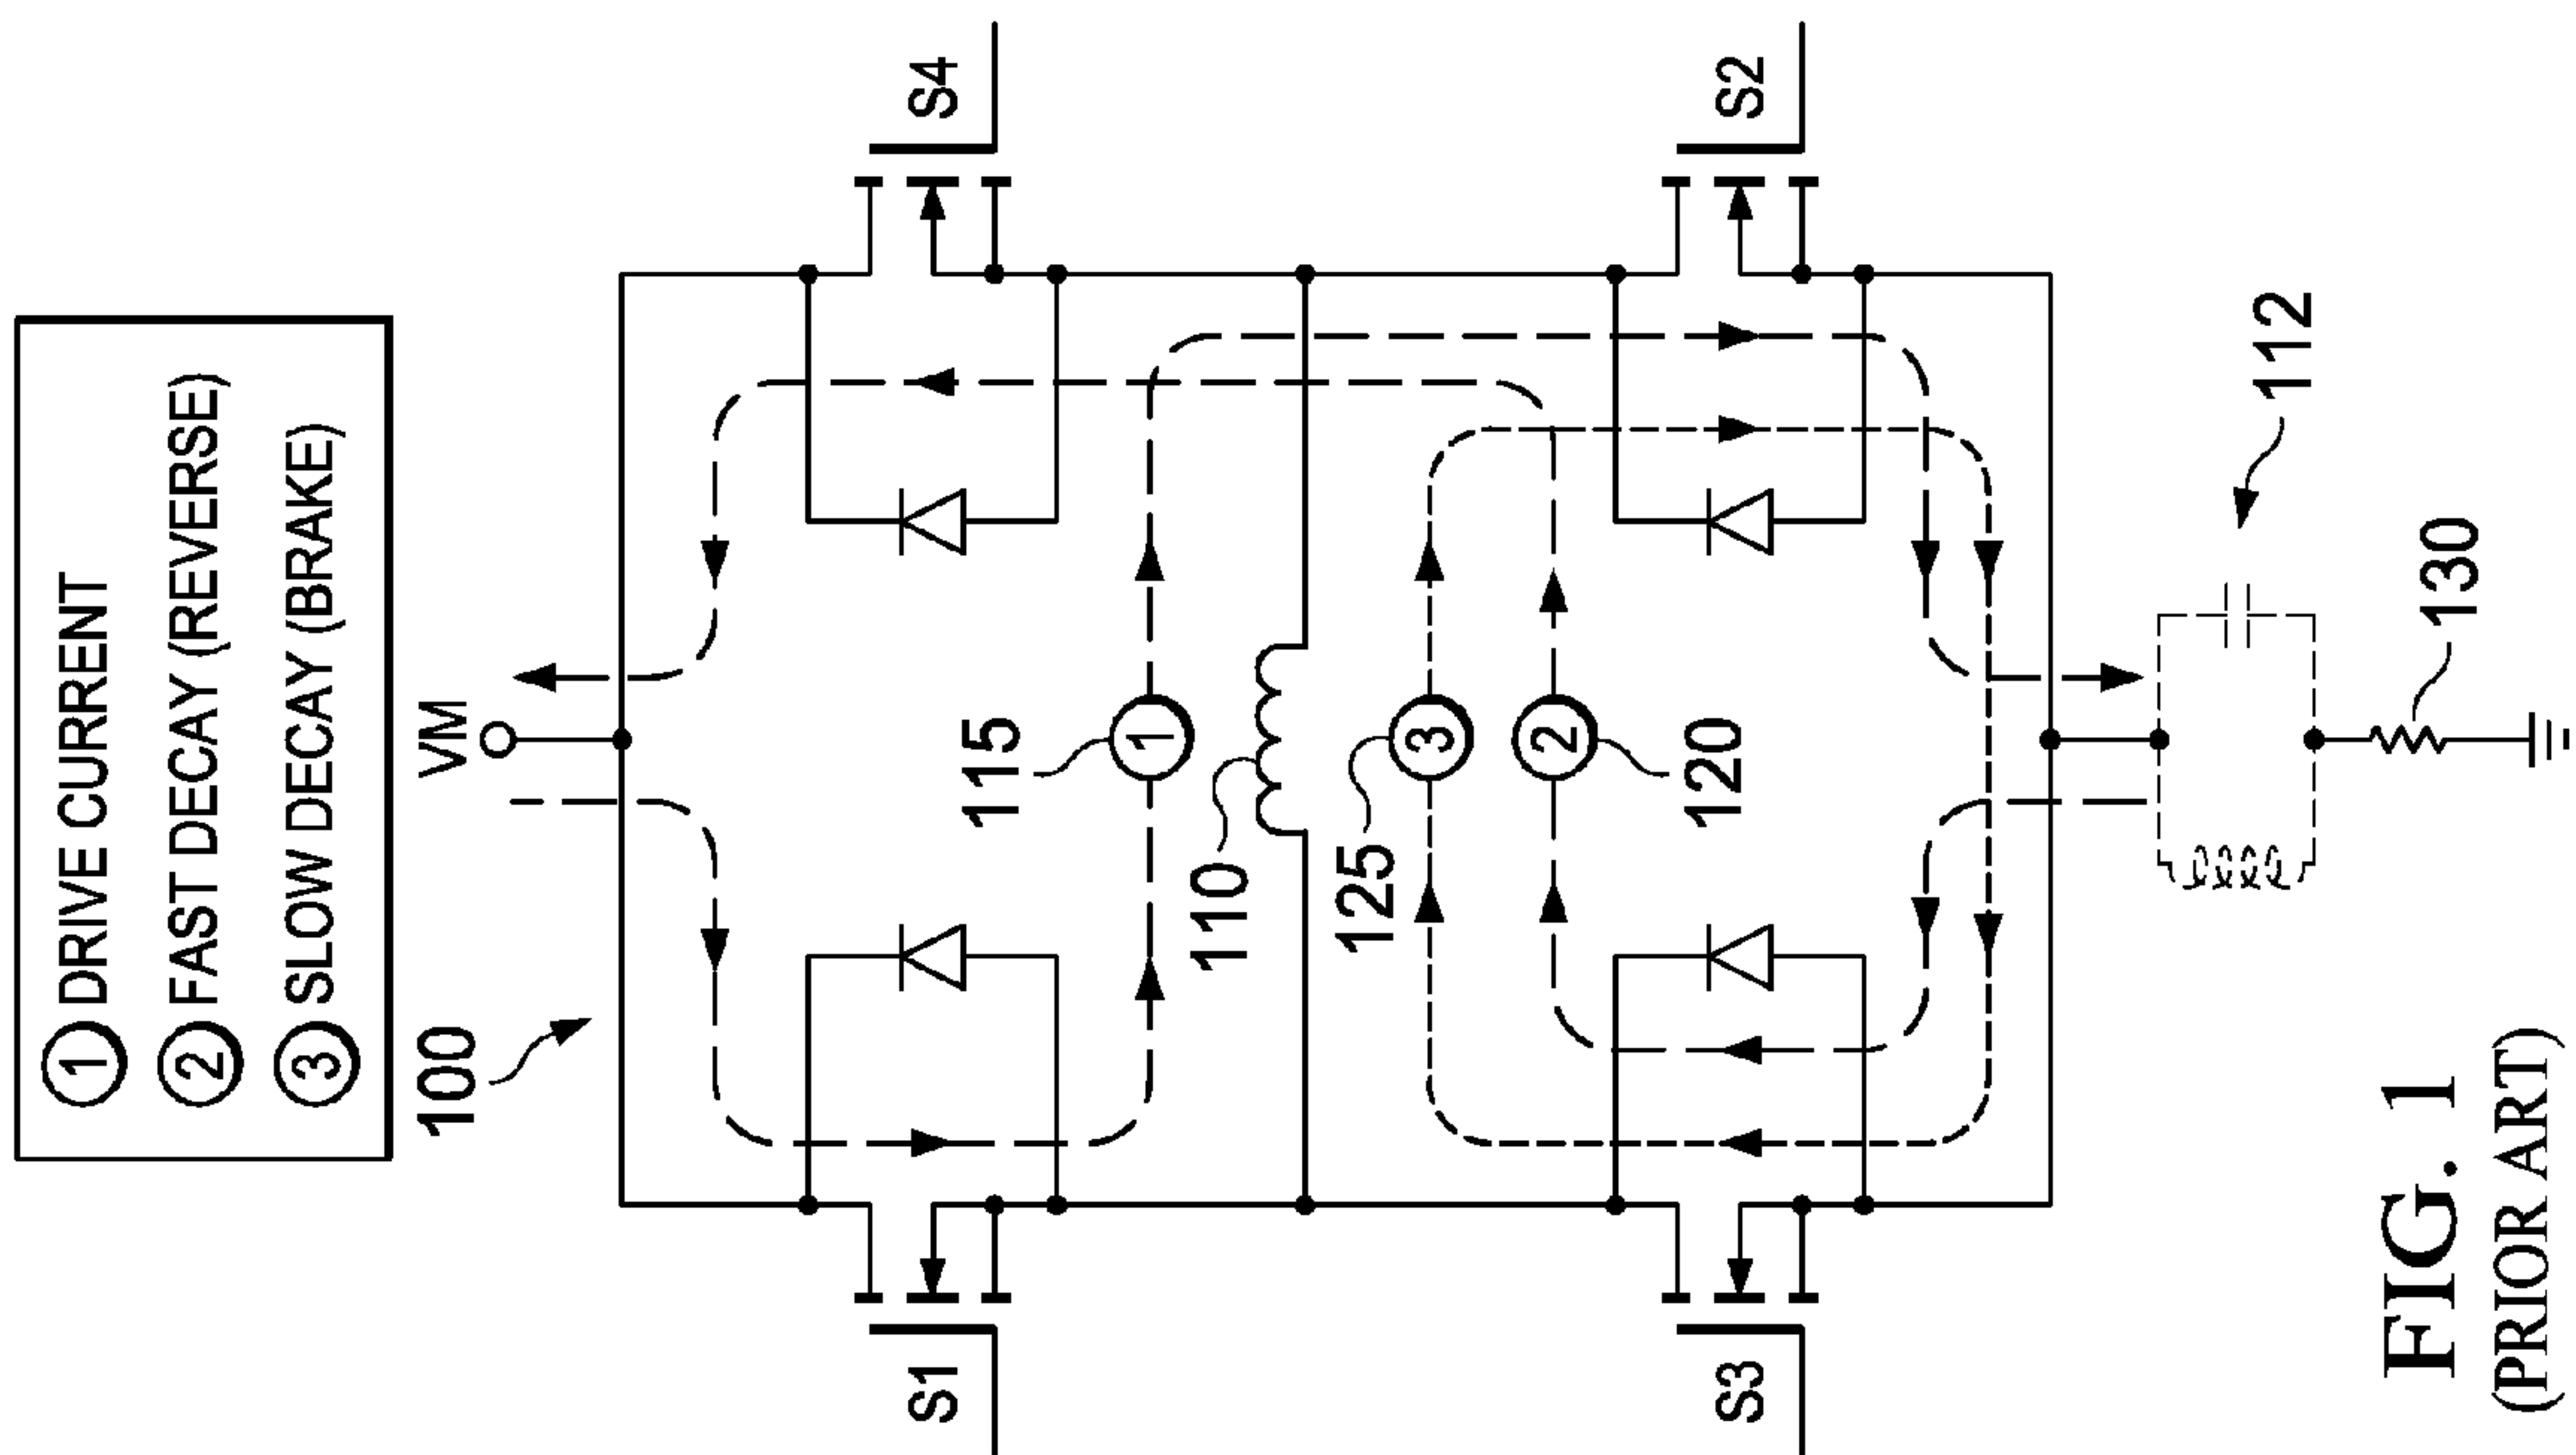 ① DRIVE CURRENT
② FAST DECAY (REVERSE)
③ SLOW DECAY (BRAKE)
100
VM
S1
S4
115
1
110
125
3
2
120
S3
S2
112
130
FIG. 1
(PRIOR ART)